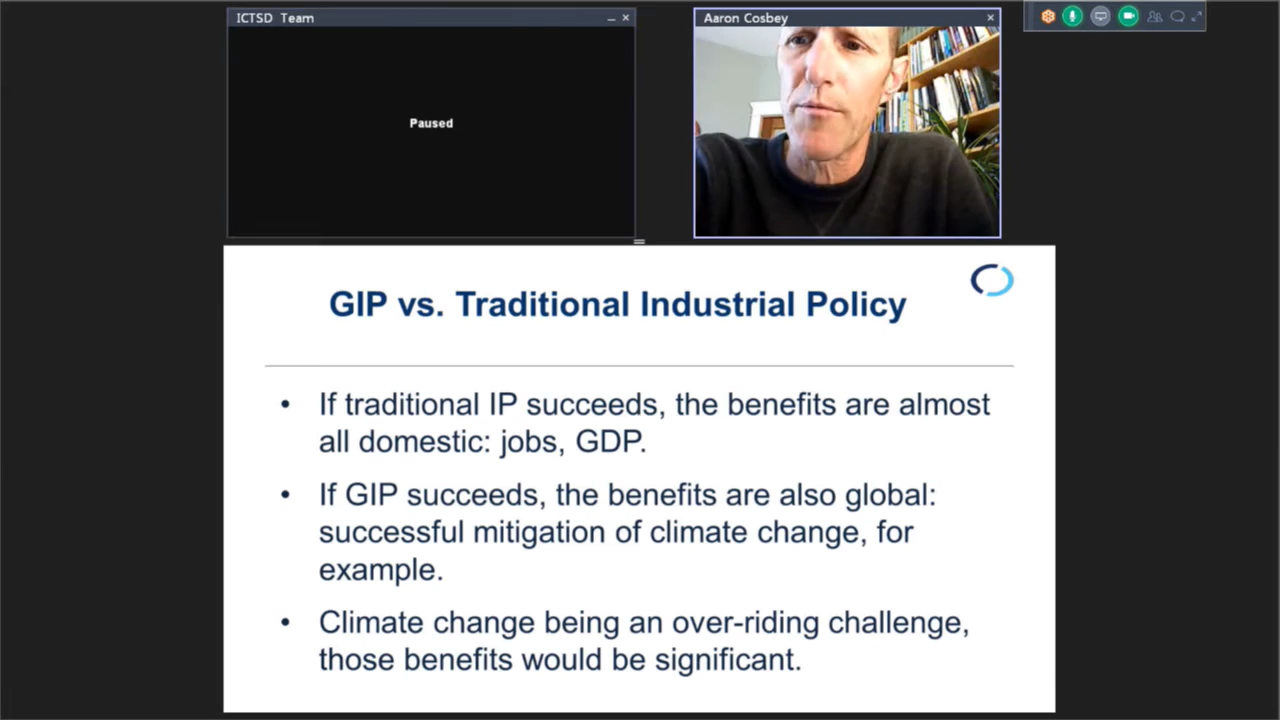 ICTSD Team
Aaron Cosbey
Paused
GIP vs. Traditional Industrial Policy
• If traditional IP succeeds, the benefits are almost
all domestic: jobs, GDP.
• If GIP succeeds, the benefits are also global:
successful mitigation of climate change, for
example.
• Climate change being an over-riding challenge,
those benefits would be significant.